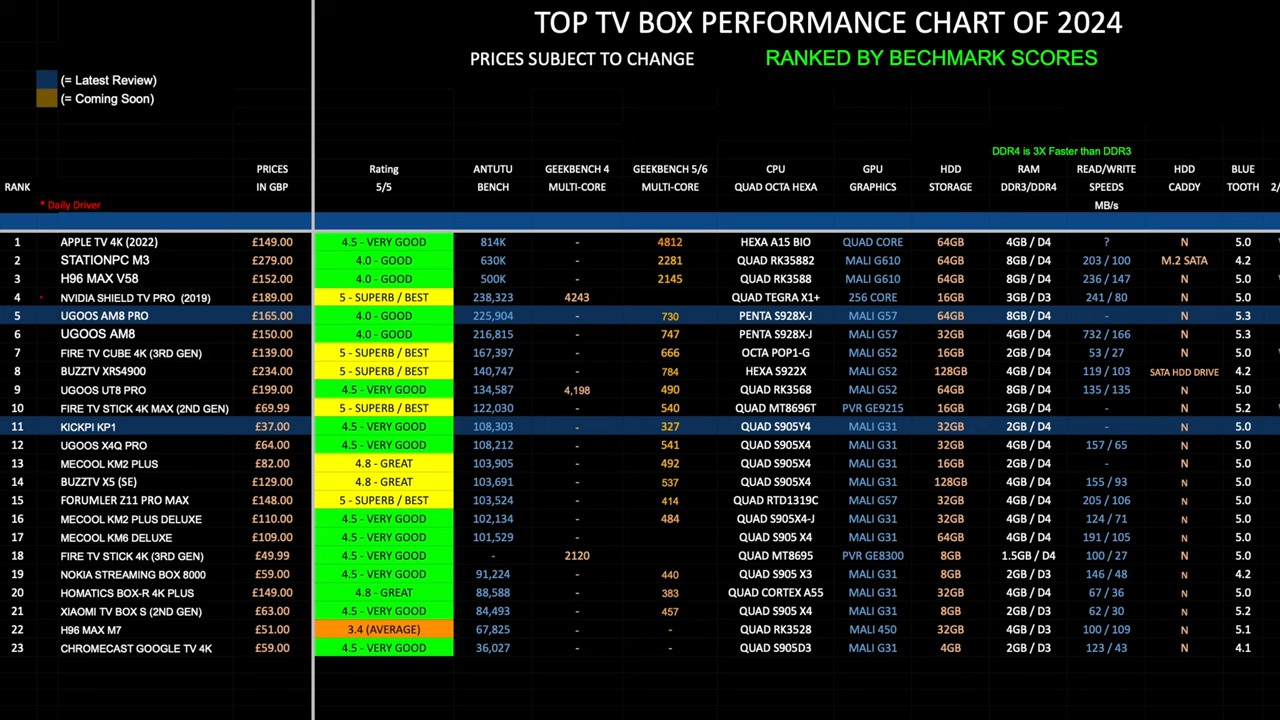 TOP TV BOX PERFORMANCE CHART OF 2024
PRICES SUBJECT TO CHANGE RANKED BY BECHMARK SCORES
(= Latest Review)
(= Coming Soon)
DDR4 is 3X Faster than DDR3
PRICES Rating ANTUTU GEEKBENCH 4 GEEKBENCH 5/6 CPU GPU HDD RAM READ/WRITE HDD BLUE
RANK IN GBP 5/5 BENCH MULTI-CORE MULTI-CORE QUAD OCTA HEXA GRAPHICS STORAGE DDR3/DDR4 SPEEDS CADDY TOOTH 2/
* Daily Driver MB/s
1 APPLE TV 4K (2022) £149.00 4.5 - VERY GOOD 814K - 4812 HEXA A15 BIO QUAD CORE 64GB 4GB / D4 ? N 5.0
2 STATIONPC M3 £279.00 4.0 - GOOD 630K - 2281 QUAD RK35882 MALI G610 64GB 8GB / D4 203 / 100 M.2 SATA 4.2
3 H96 MAX V58 £152.00 4.0 - GOOD 500K - 2145 QUAD RK3588 MALI G610 64GB 8GB / D4 236 / 147 N 5.0
4 * NVIDIA SHIELD TV PRO (2019) £189.00 5 - SUPERB / BEST 238,323 4243 QUAD TEGRA X1+ 256 CORE 16GB 3GB / D3 241 / 80 N 5.0
5 UGOOS AM8 PRO £165.00 4.0 - GOOD 225,904 - 730 PENTA S928X-J MALI G57 64GB 8GB / D4 - N 5.3
6 UGOOS AM8 £150.00 4.0 - GOOD 216,815 - 747 PENTA S928X-J MALI G57 32GB 4GB / D4 732 / 166 N 5.3
7 FIRE TV CUBE 4K (3RD GEN) £139.00 5 - SUPERB / BEST 167,397 - 666 OCTA POP1-G MALI G52 16GB 2GB / D4 53 / 27 N 5.0
8 BUZZTV XRS4900 £234.00 5 - SUPERB / BEST 140,747 - 784 HEXA S922X MALI G52 128GB 4GB / D4 119 / 103 SATA HDD DRIVE 4.2
9 UGOOS UT8 PRO £199.00 4.5 - VERY GOOD 134,587 4,198 490 QUAD RK3568 MALI G52 64GB 8GB / D4 135 / 135 N 5.0
10 FIRE TV STICK 4K MAX (2ND GEN) £69.99 5 - SUPERB / BEST 122,030 - 540 QUAD MT8696T PVR GE9215 16GB 2GB / D4 - N 5.2
11 KICKPI KP1 £37.00 4.5 - VERY GOOD 108,303 - 327 QUAD S905Y4 MALI G31 32GB 2GB / D4 - N 5.0
12 UGOOS X4Q PRO £64.00 4.5 - VERY GOOD 108,212 - 541 QUAD S905X4 MALI G31 32GB 4GB / D4 157 / 65 N 5.0
13 MECOOL KM2 PLUS £82.00 4.8 - GREAT 103,905 - 492 QUAD S905X4 MALI G31 16GB 2GB / D4 - N 5.0
14 BUZZTV X5 (SE) £129.00 4.8 - GREAT 103,691 - 537 QUAD S905X4 MALI G31 128GB 4GB / D4 155 / 93 N 5.0
15 FORUMLER Z11 PRO MAX £148.00 5 - SUPERB / BEST 103,524 - 414 QUAD RTD1319C MALI G57 32GB 4GB / D4 205 / 106 N 5.0
16 MECOOL KM2 PLUS DELUXE £110.00 4.5 - VERY GOOD 102,134 - 484 QUAD S905X4-J MALI G31 32GB 4GB / D4 124 / 71 N 5.0
17 MECOOL KM6 DELUXE £109.00 4.5 - VERY GOOD 101,529 - QUAD S905 X4 MALI G31 64GB 4GB / D4 191 / 105 N 5.0
18 FIRE TV STICK 4K (3RD GEN) £49.99 4.5 - VERY GOOD - 2120 QUAD MT8695 PVR GE8300 8GB 1.5GB / D4 100 / 27 N 5.0
19 NOKIA STREAMING BOX 8000 £59.00 4.5 - VERY GOOD 91,224 - 440 QUAD S905 X3 MALI G31 8GB 2GB / D3 146 / 48 N 4.2
20 HOMATICS BOX-R 4K PLUS £149.00 4.8 - GREAT 88,588 - 383 QUAD CORTEX A55 MALI G31 32GB 4GB / D4 67 / 36 N 5.0
21 XIAOMI TV BOX S (2ND GEN) £63.00 4.5 - VERY GOOD 84,493 - 457 QUAD S905 X4 MALI G31 8GB 2GB / D3 62 / 30 N 5.2
22 H96 MAX M7 £51.00 3.4 (AVERAGE) 67,825 - - QUAD RK3528 MALI 450 32GB 4GB / D3 100 / 109 N 5.1
23 CHROMECAST GOOGLE TV 4K £59.00 4.5 - VERY GOOD 36,027 - - QUAD S905D3 MALI G31 4GB 2GB / D3 123 / 43 N 4.1